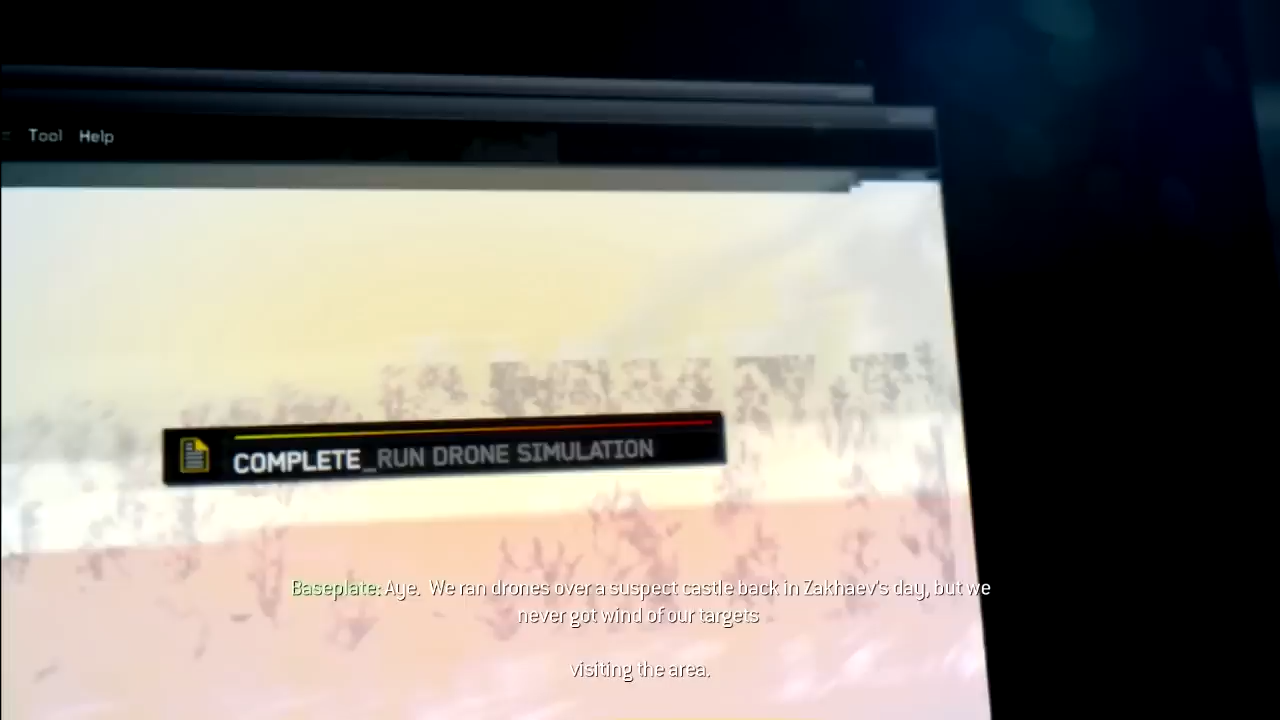 Tool Help
COMPLETE_RUN DRONE SIMULATION
Baseplate: Aye. We ran drones over a suspect castle back in Zakhaev's day, but we
never got wind of our targets
visiting the area.